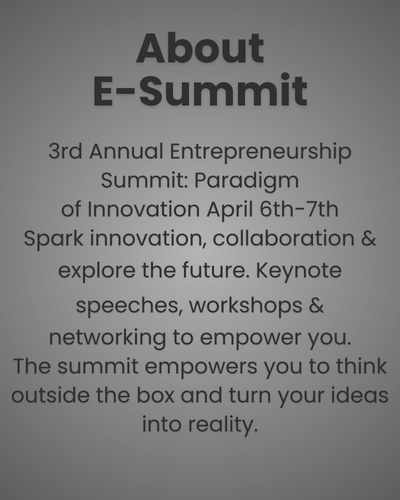 About
E-Summit
3rd Annual Entrepreneurship
Summit: Paradigm
of Innovation April 6th-7th
Spark innovation, collaboration &
explore the future. Keynote
speeches, workshops &
networking to empower you.
The summit empowers you to think
outside the box and turn your ideas
into reality.